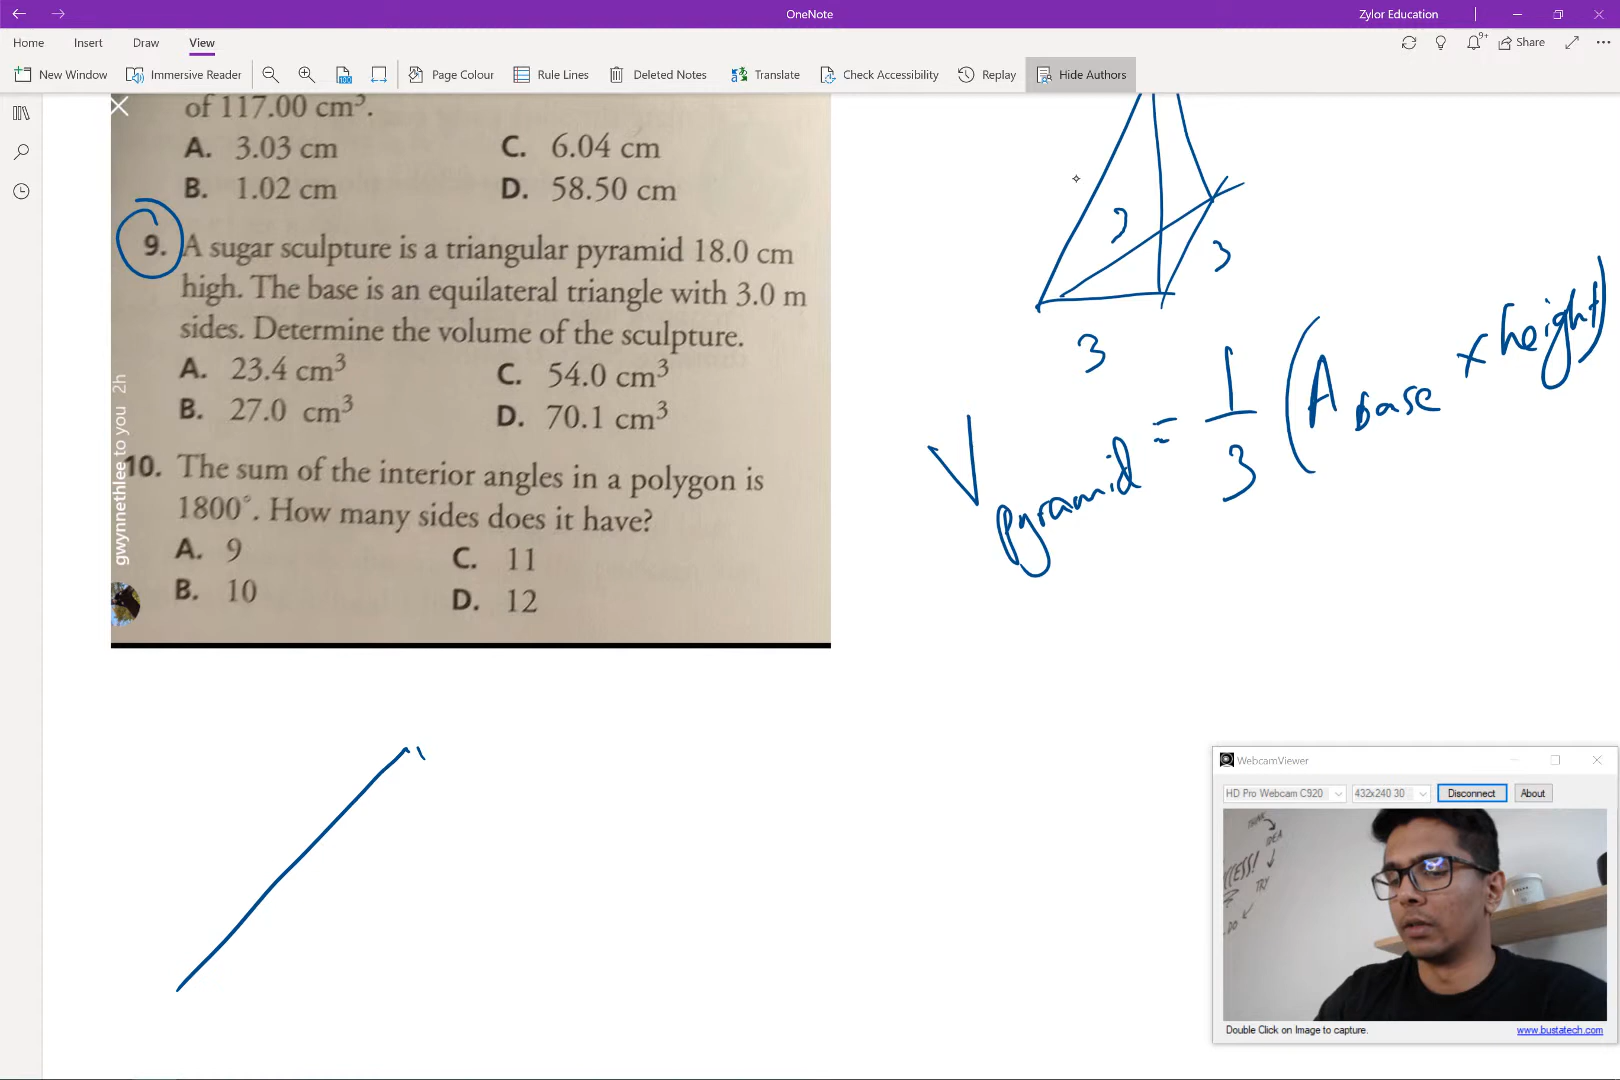 OneNote
Zylor Education
Home Insert Draw View
9+ Share
New Window Immersive Reader 100 Page Colour Rule Lines Deleted Notes Translate Check Accessibility Replay Hide Authors
of 117.00 cm³.
A. 3.03 cm C. 6.04 cm
B. 1.02 cm D. 58.50 cm
9. A sugar sculpture is a triangular pyramid 18.0 cm
high. The base is an equilateral triangle with 3.0 m
sides. Determine the volume of the sculpture.
A. 23.4 cm³ C. 54.0 cm³
B. 27.0 cm³ D. 70.1 cm³
10. The sum of the interior angles in a polygon is
1800°. How many sides does it have?
A. 9 C. 11
B. 10 D. 12
gwynnethlee to you 2h
3
3
3
V pyramid = 1/3 (A base × height)
WebcamViewer
HD Pro Webcam C920 432x240 30 Disconnect About
THINK
IDEA
TRY
DO
Double Click on Image to capture. www.bustatech.com